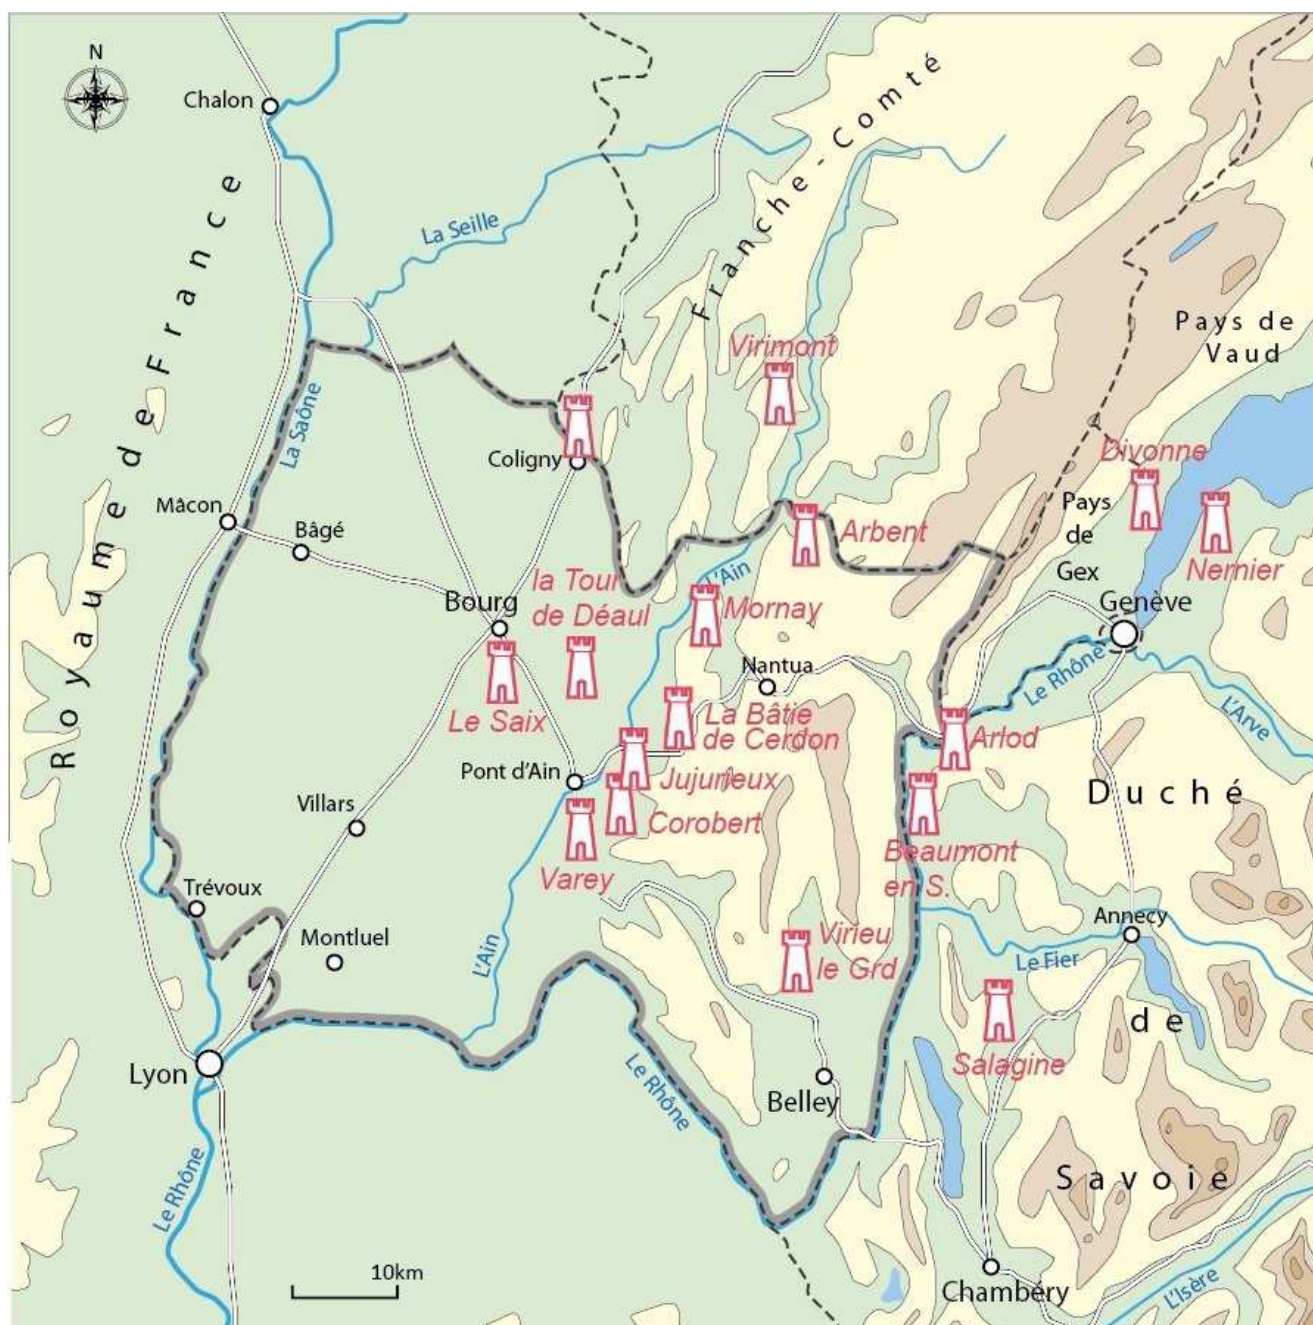 N
Chalon
Franche-Comté
Royaume de France
La Seille
Pays de
Vaud
Virimont
La Saône
Coligny
Divonne
Mâcon
Bâgé
Pays
de
Gex
Arbent
Nernier
la Tour
de Déaul
L'Ain
Bourg
Mornay
Genève
Nantua
Le Rhône
Le Saix
La Bâtie
de Cerdon
L'Arve
Arlod
Pont d'Ain
Jujurieux
Duché
Villars
Corobert
Beaumont
en S.
Varey
Trévoux
Annecy
Montluel
Virieu
le Grd
L'Ain
Le Fier
de
Lyon
Salagine
Le Rhône
Belley
Savoie
Le Rhône
10km
Chambéry
L'Isère